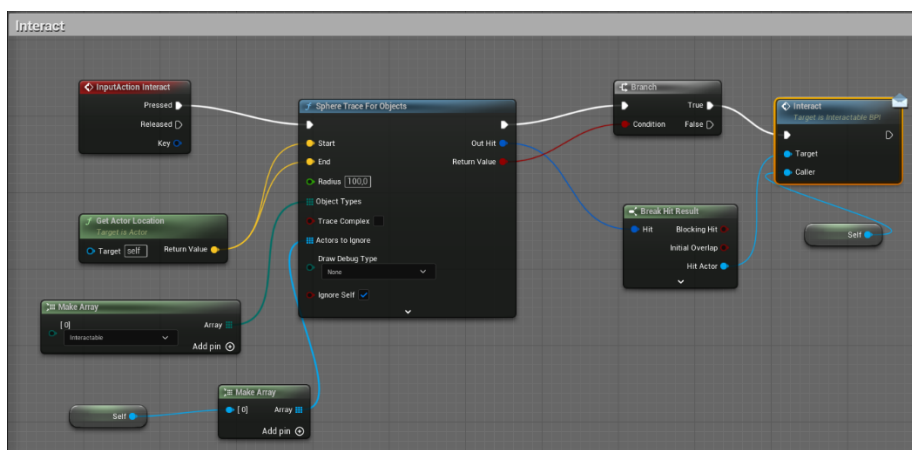 Interact
InputAction Interact
Pressed
Released
Key
Get Actor Location
Target is Actor
Target self Return Value
Make Array
[0] Array
Interactable
Add pin
Self
Make Array
[0] Array
Add pin
Sphere Trace For Objects
Start Out Hit
End Return Value
Radius 100,0
Object Types
Trace Complex
Actors to Ignore
Draw Debug Type
None
Ignore Self
Branch
True
Condition False
Break Hit Result
Hit Blocking Hit
Initial Overlap
Hit Actor
Interact
Target is Interactable BPI
Target
Caller
Self